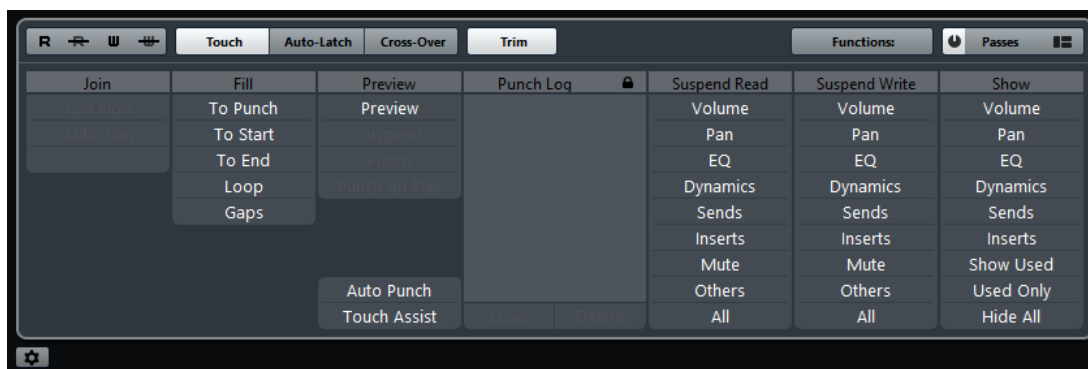 R R W W Touch Auto-Latch Cross-Over Trim Functions: Passes
Join Fill Preview Punch Log Suspend Read Suspend Write Show
Join Now To Punch Preview Volume Volume Volume
Auto Join To Start Suspend Pan Pan Pan
To End Punch EQ EQ EQ
Loop Punch on Play Dynamics Dynamics Dynamics
Gaps Sends Sends Sends
Inserts Inserts Inserts
Mute Mute Show Used
Auto Punch Others Others Used Only
Touch Assist Load Delete All All Hide All